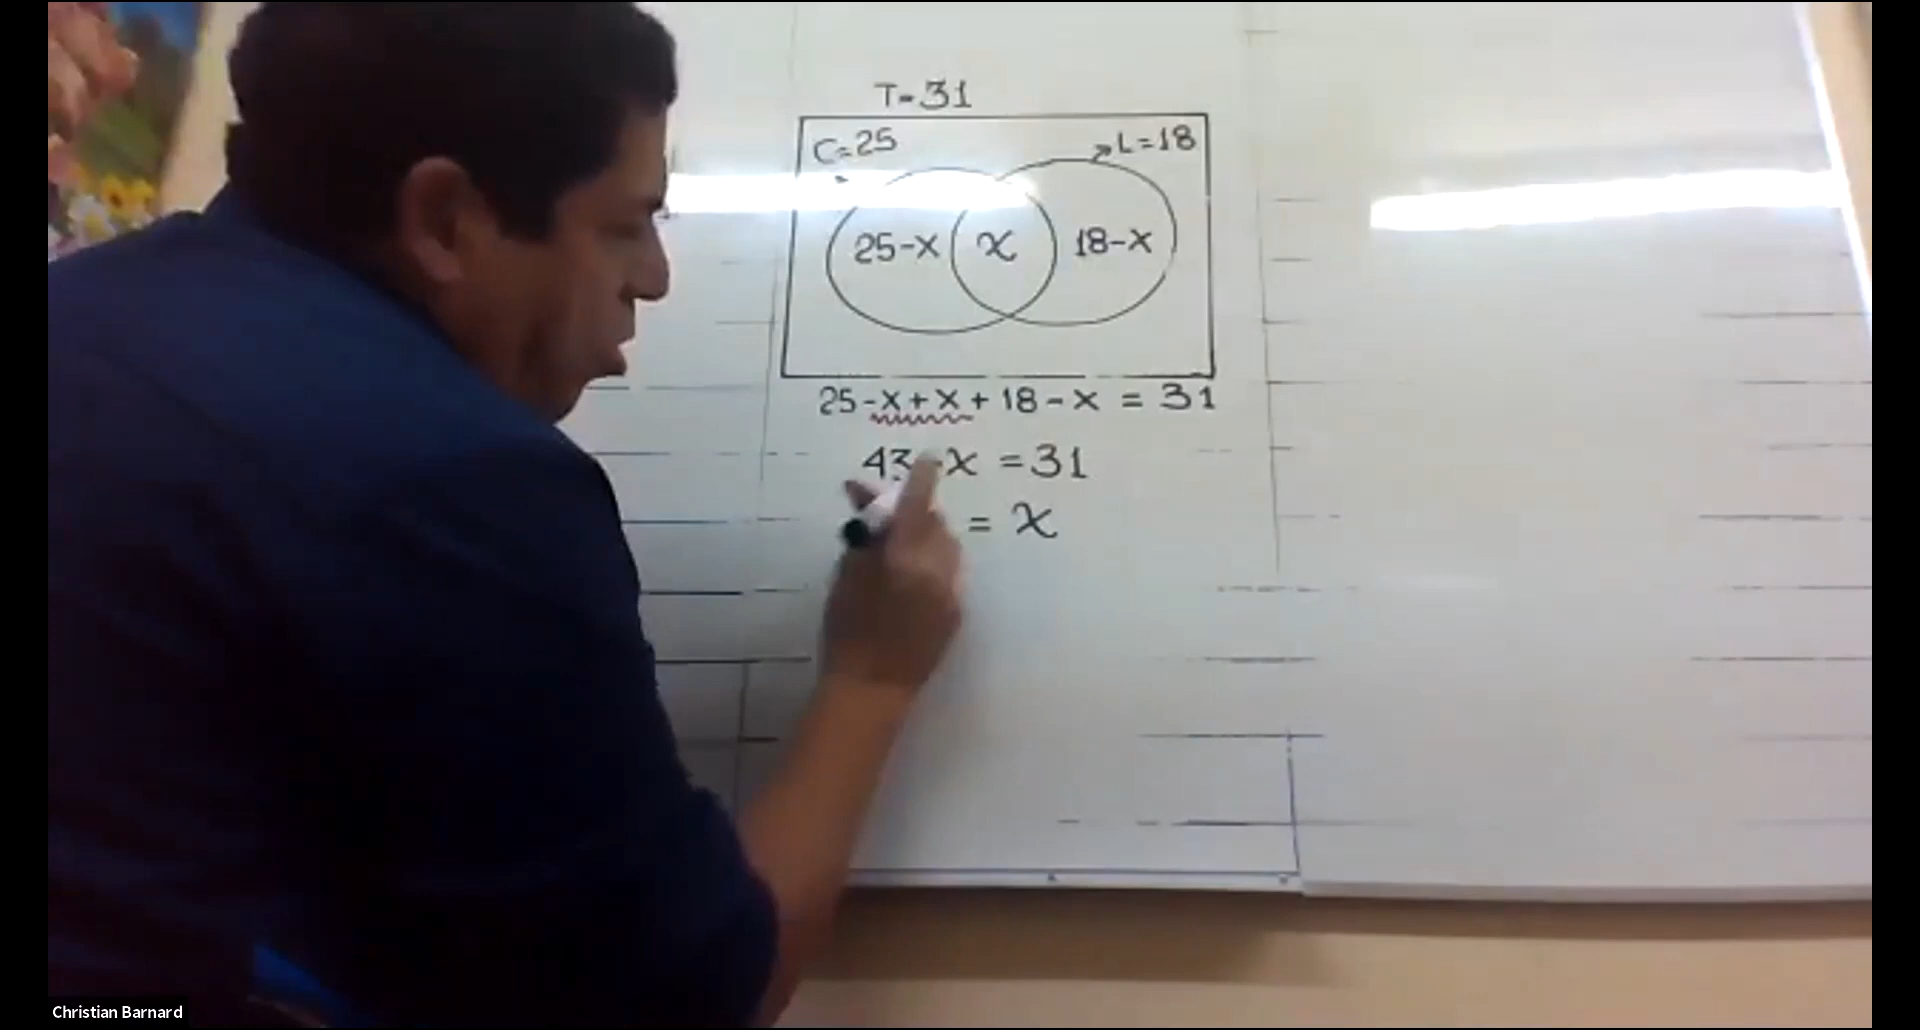 T=31
C=25
L=18
25-x x 18-x
25-x+x+18-x = 31
43-x = 31
= x
Christian Barnard